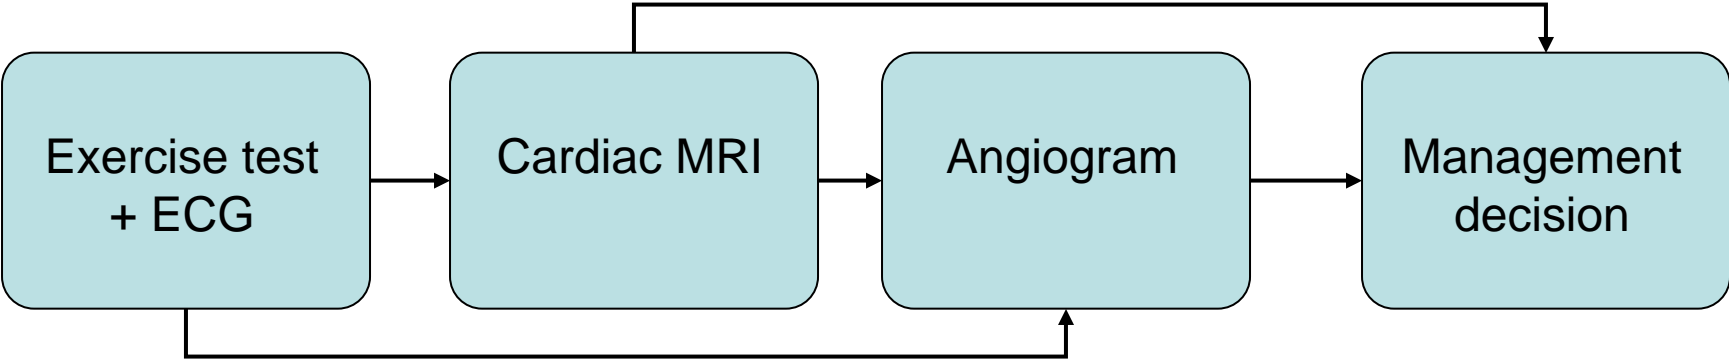 Exercise test
+ ECG
Cardiac MRI
Angiogram
Management
decision